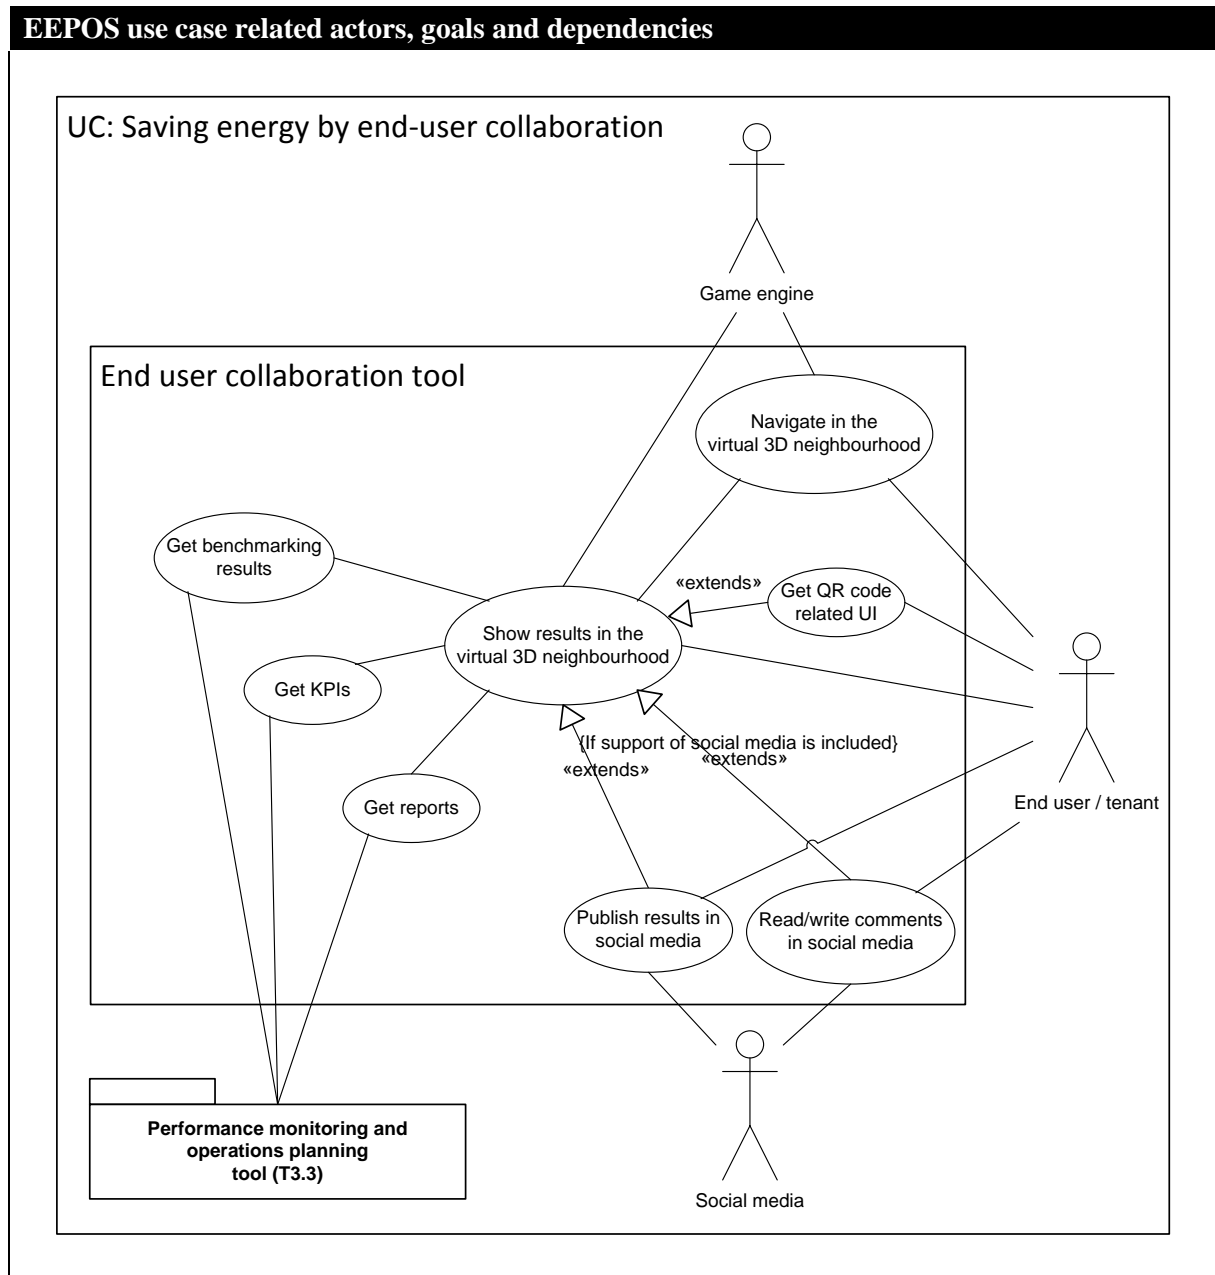 EEPOS use case related actors, goals and dependencies
UC: Saving energy by end-user collaboration
Game engine
End user collaboration tool
Navigate in the
virtual 3D neighbourhood
Get benchmarking
results
«extends»
Get QR code
related UI
Show results in the
virtual 3D neighbourhood
Get KPIs
{If support of social media is included}
«extends»
«extends»
Get reports
End user / tenant
Publish results in
social media
Read/write comments
in social media
Performance monitoring and
operations planning
tool (T3.3)
Social media